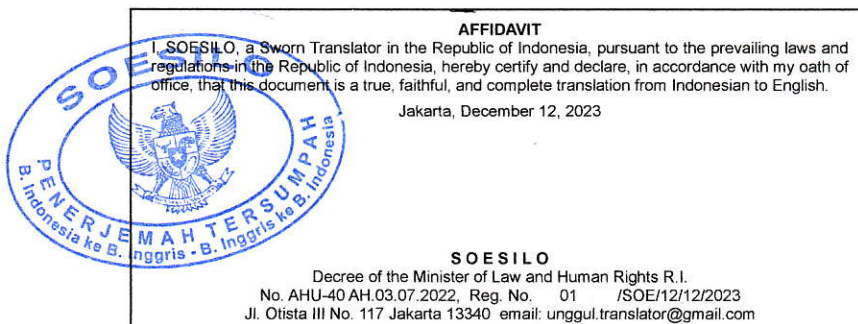 AFFIDAVIT
I, SOESILO, a Sworn Translator in the Republic of Indonesia, pursuant to the prevailing laws and
regulations in the Republic of Indonesia, hereby certify and declare, in accordance with my oath of
office, that this document is a true, faithful, and complete translation from Indonesian to English.
Jakarta, December 12, 2023
SOESILO
PENERJEMAH TERSUMPAH
B. Indonesia ke B. Inggris - B. Inggris ke B. Indonesia
SOESILO
Decree of the Minister of Law and Human Rights R.I.
No. AHU-40 AH.03.07.2022, Reg. No. 01 /SOE/12/12/2023
Jl. Otista III No. 117 Jakarta 13340 email: unggul.translator@gmail.com